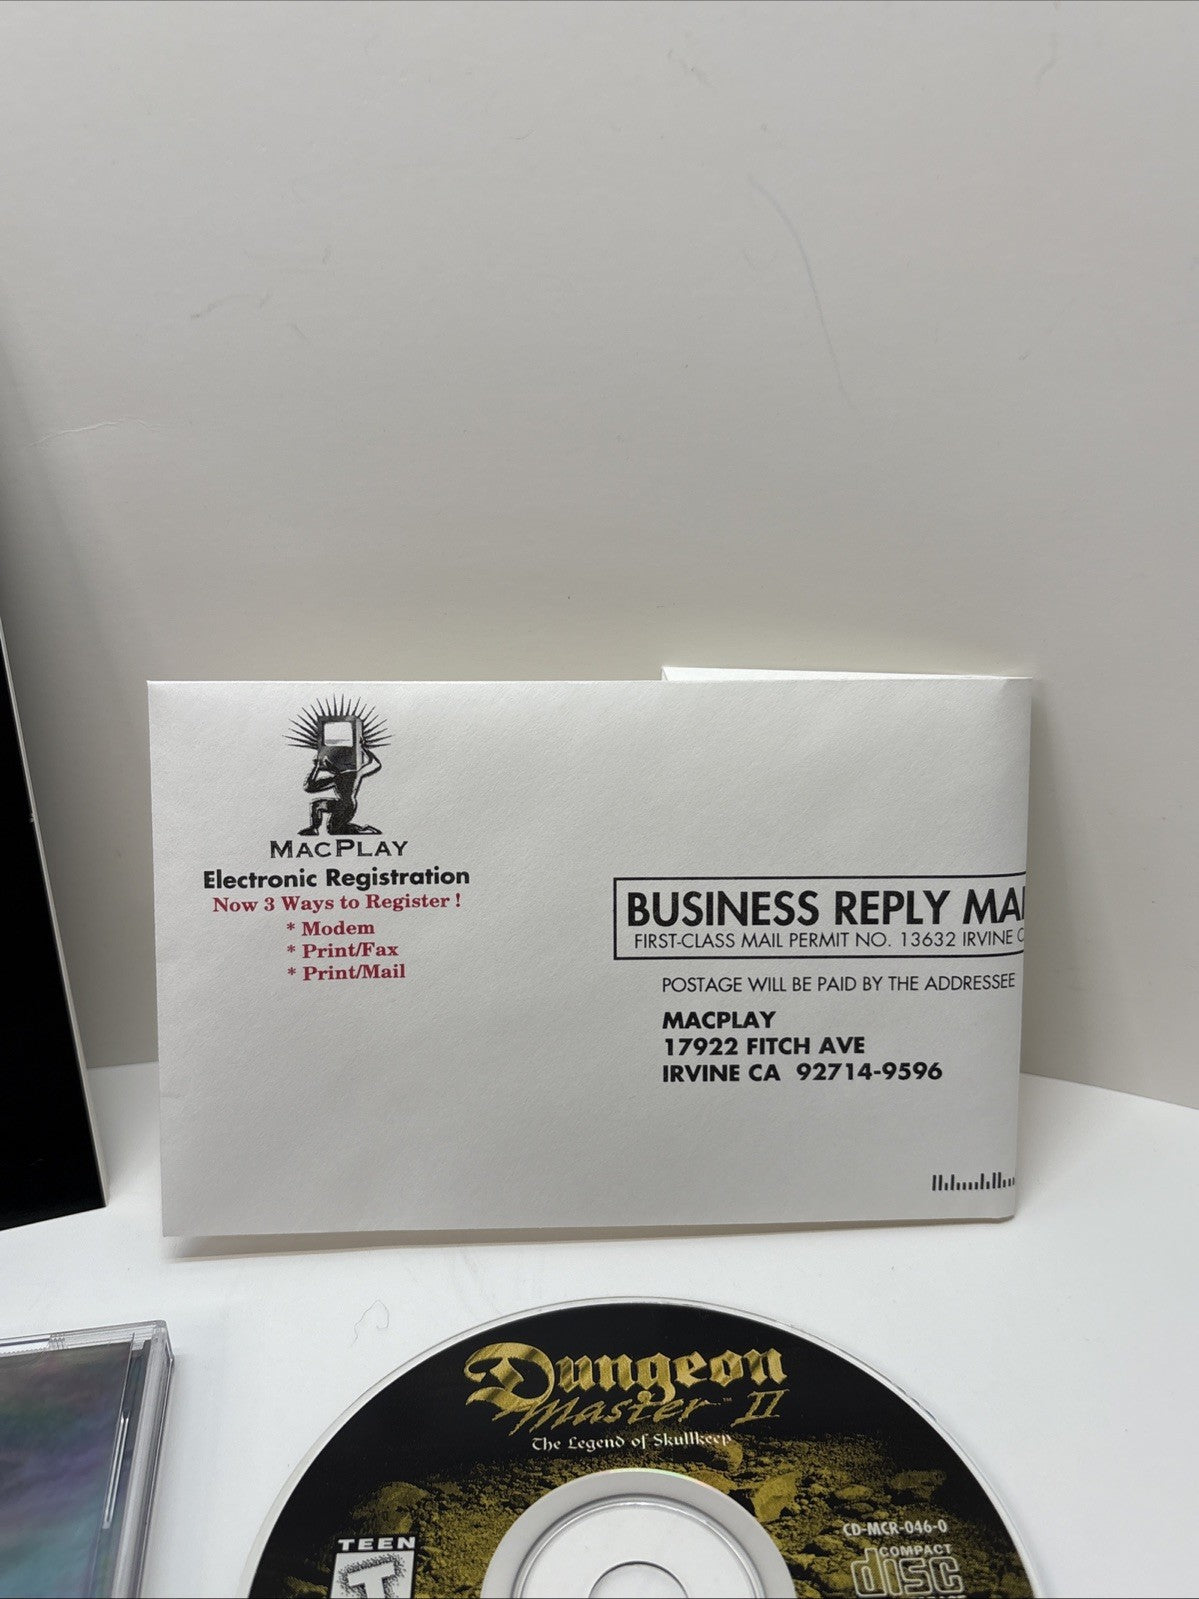 MACPLAY
Electronic Registration
Now 3 Ways to Register !
* Modem
* Print/Fax
* Print/Mail
BUSINESS REPLY
FIRST-CLASS MAIL PERMIT NO. 13632 IRVINE
POSTAGE WILL BE PAID BY THE ADDRESSEE
MACPLAY
17922 FITCH AVE
IRVINE CA 92714-9596
Dungeon
Master™ II
The Legend of Skullkeep
CD-MCR-046-0
TEEN
T
COMPACT
disc